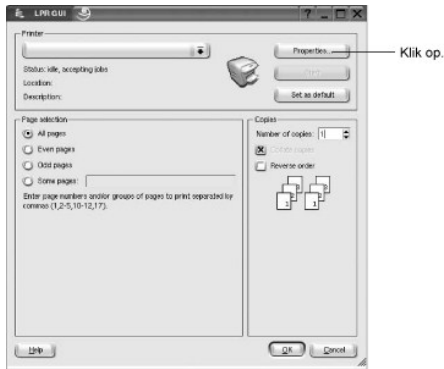 LPR GUI
Printer
Properties
Klik op.
Status: idle, accepting jobs
Print
Location:
Set as default
Description:
Page selection
Copies
All pages
Number of copies: 1
Even pages
Collate copies
Odd pages
Reverse order
Some pages:
Enter page numbers and/or groups of pages to print separated by
commas (1,2-5,10-12,17).
Help
OK
Cancel